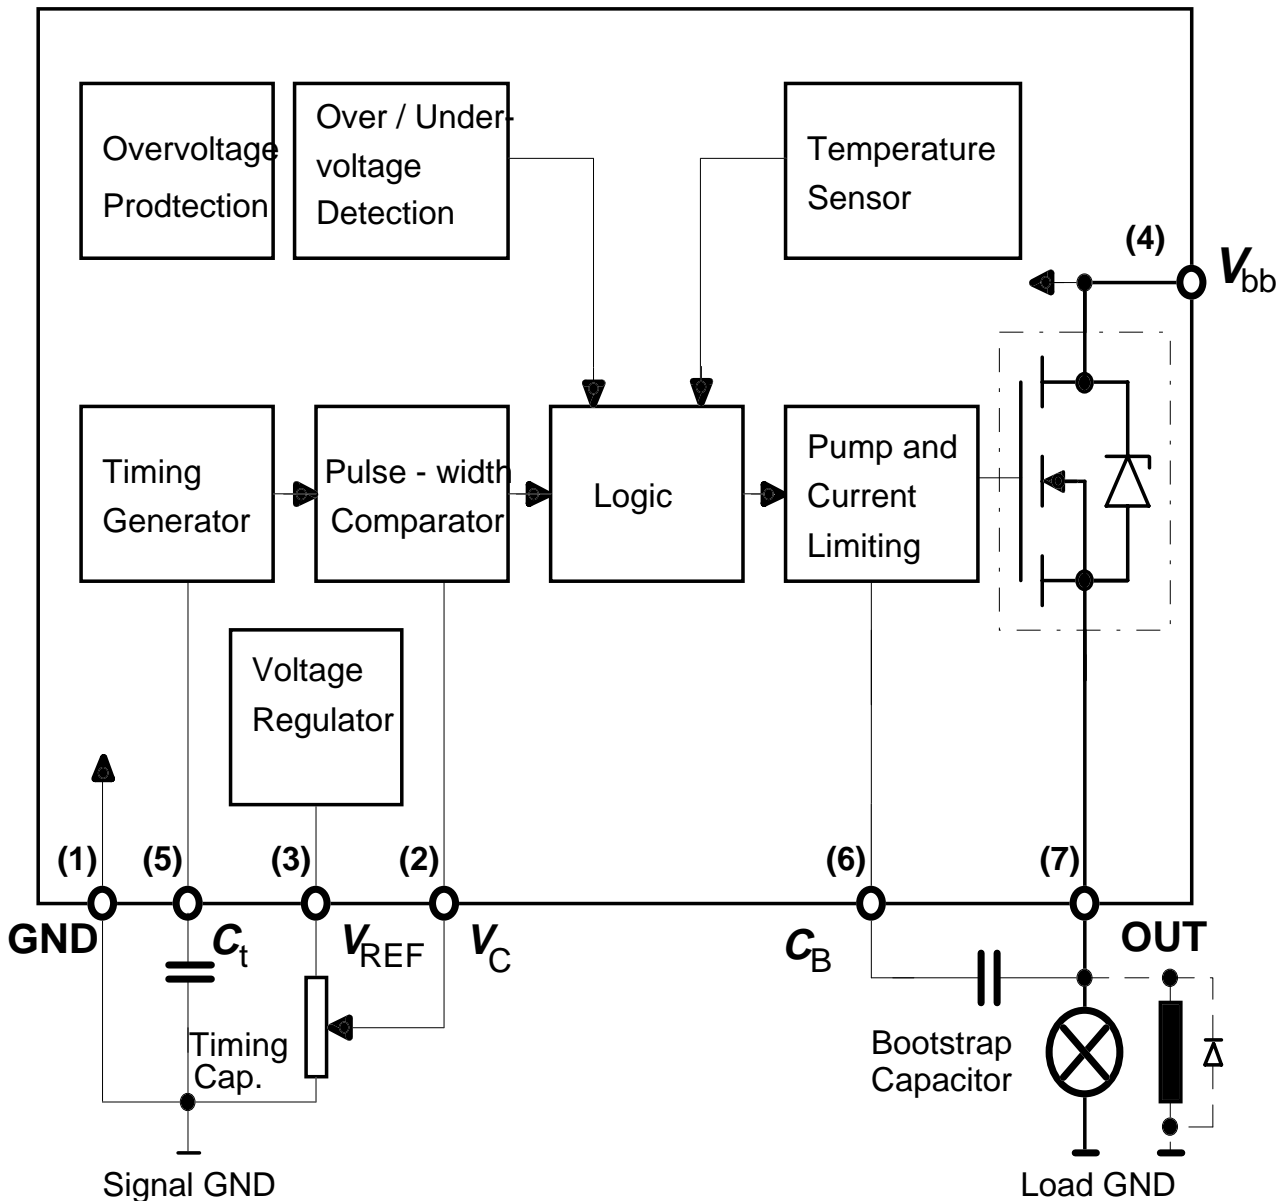 Overvoltage
Prodtection
Over / Under-
voltage
Detection
Temperature
Sensor
(4)
Vbb
Timing
Generator
Pulse - width
Comparator
Logic
Pump and
Current
Limiting
Voltage
Regulator
(1)
(5)
(3)
(2)
(6)
(7)
GND
Ct
VREF
VC
CB
OUT
Timing
Cap.
Bootstrap
Capacitor
Signal GND
Load GND